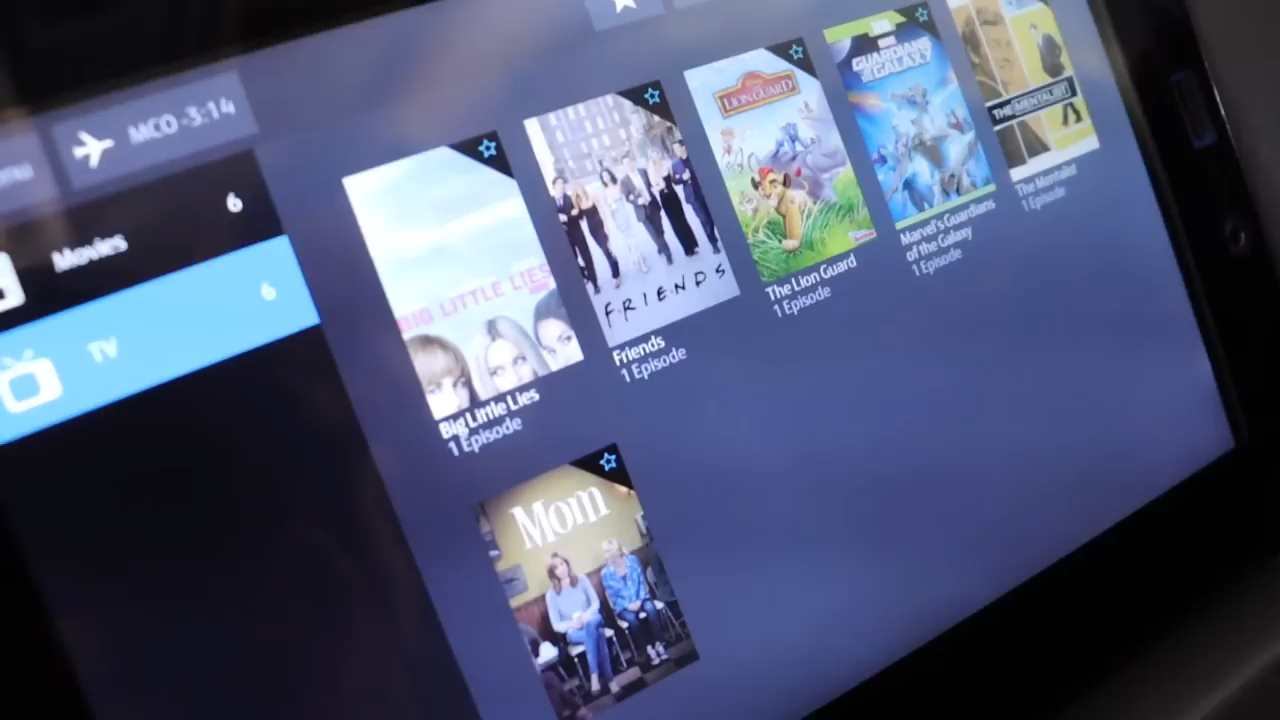 MCO -3:14
Movies
6
TV
6
BIG LITTLE LIES
HBO
Big Little Lies
1 Episode
FRIENDS
Friends
1 Episode
THE LION GUARD
The Lion Guard
1 Episode
MARVEL
GUARDIANS
OF THE GALAXY
Marvel's Guardians
of the Galaxy
1 Episode
THE MENTALIST
The Mentalist
1 Episode
Mom